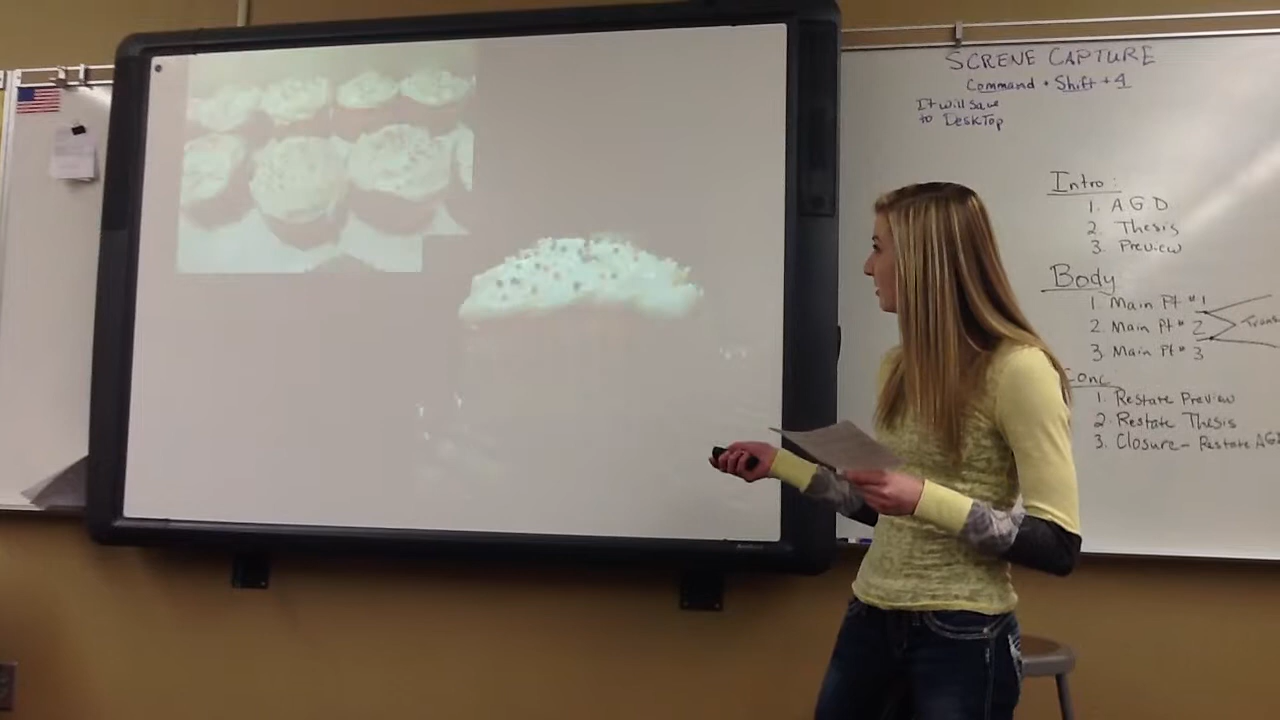 SCRENE CAPTURE
Command + Shift + 4
It will save
to DeskTop
Intro:
1. A G D
2. Thesis
3. Preview
Body
1. Main Pt #1
2. Main Pt # 2
3. Main Pt # 3
Trans
Conc
1. Restate Preview
2. Restate Thesis
3. Closure - Restate AGD